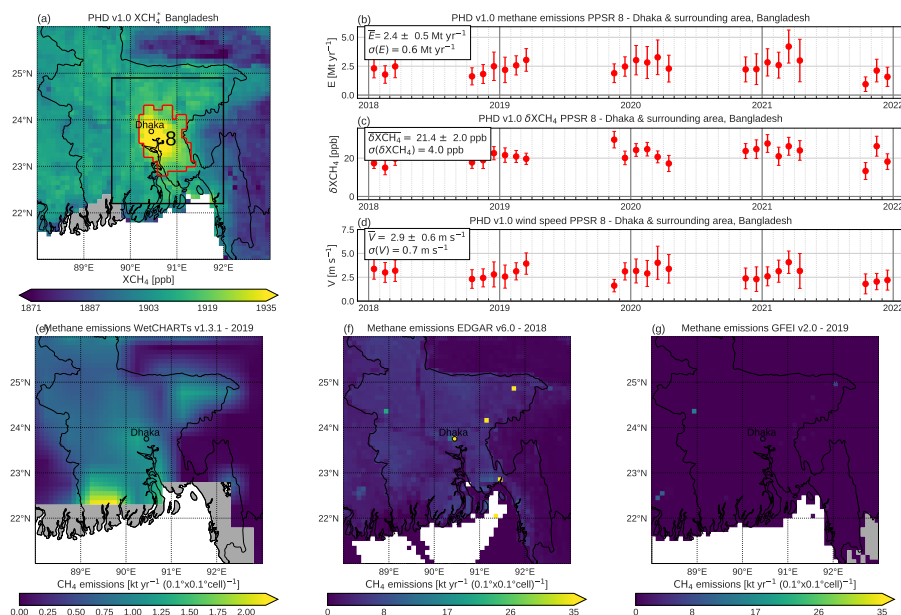 (a) PHD v1.0 XCH₄* Bangladesh
26°N
25°N
24°N
23°N
22°N
Dhaka
8
89°E 90°E 91°E 92°E
XCH₄ [ppb]
1871 1887 1903 1919 1935
(b) PHD v1.0 methane emissions PPSR 8 - Dhaka & surrounding area, Bangladesh
E̅= 2.4 ± 0.5 Mt yr⁻¹
σ(E) = 0.6 Mt yr⁻¹
E [Mt yr⁻¹]
5.0
2.5
0.0
2018 2019 2020 2021 2022
(c) PHD v1.0 δXCH₄ PPSR 8 - Dhaka & surrounding area, Bangladesh
δXCH₄ = 21.4 ± 2.0 ppb
σ(δXCH₄) = 4.0 ppb
δXCH₄ [ppb]
20
0
2018 2019 2020 2021 2022
(d) PHD v1.0 wind speed PPSR 8 - Dhaka & surrounding area, Bangladesh
V̅ = 2.9 ± 0.6 m s⁻¹
σ(V) = 0.7 m s⁻¹
V [m s⁻¹]
7.5
5.0
2.5
0.0
2018 2019 2020 2021 2022
(e) Methane emissions WetCHARTs v1.3.1 - 2019
25°N
24°N
23°N
22°N
Dhaka
89°E 90°E 91°E 92°E
CH₄ emissions [kt yr⁻¹ (0.1°x0.1°cell)⁻¹]
0.00 0.25 0.50 0.75 1.00 1.25 1.50 1.75 2.00
(f) Methane emissions EDGAR v6.0 - 2018
25°N
24°N
23°N
22°N
Dhaka
89°E 90°E 91°E 92°E
CH₄ emissions [kt yr⁻¹ (0.1°x0.1°cell)⁻¹]
0 8 17 26 35
(g) Methane emissions GFEI v2.0 - 2019
25°N
24°N
23°N
22°N
Dhaka
89°E 90°E 91°E 92°E
CH₄ emissions [kt yr⁻¹ (0.1°x0.1°cell)⁻¹]
0 8 17 26 35